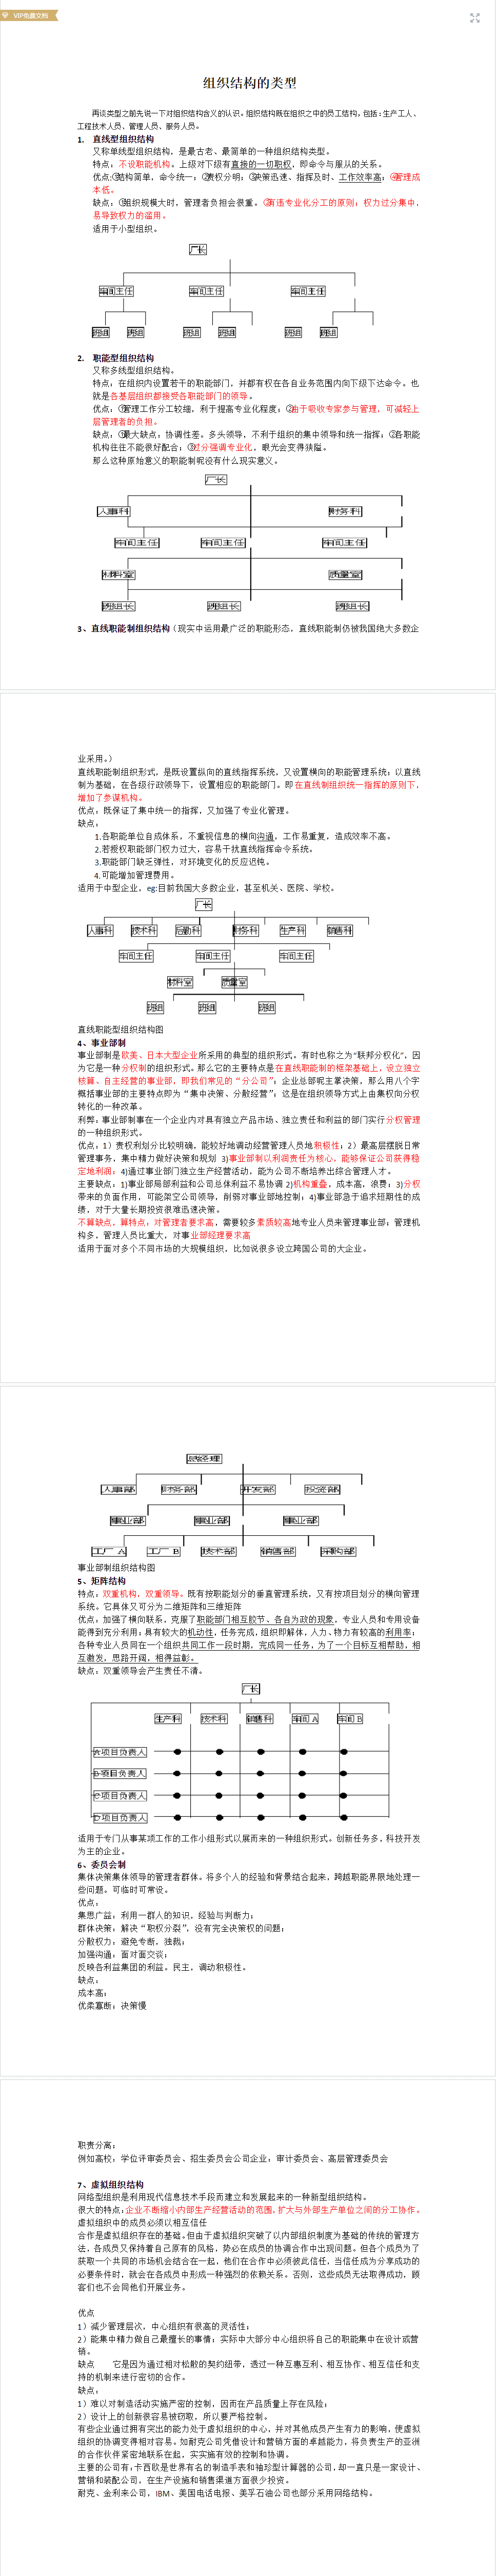 VIP免费文档
组织结构的类型
再谈类型之前先说一下对组织结构含义的认识。组织结构既在组织之中的员工结构，包括：生产工人、
工程技术人员、管理人员、服务人员。
1. 直线型组织结构
又称单线型组织结构，是最古老、最简单的一种组织结构类型。
特点：不设职能机构。上级对下级有直接的一切职权，即命令与服从的关系。
优点:①结构简单，命令统一；②责权分明；③决策迅速、指挥及时、工作效率高；④管理成
本低。
缺点：①组织规模大时，管理者负担会很重。②有违专业化分工的原则；权力过分集中，
易导致权力的滥用。
适用于小型组织。
厂长
车间主任 车间主任 车间主任
班组 班组 班组 班组 班组 班组
2. 职能型组织结构
又称多线型组织结构。
特点：在组织内设置若干的职能部门，并都有权在各自业务范围内向下级下达命令。也
就是各基层组织都接受各职能部门的领导。
优点：①管理工作分工较细，利于提高专业化程度；②由于吸收专家参与管理，可减轻上
层管理者的负担。
缺点：①最大缺点：协调性差。多头领导，不利于组织的集中领导和统一指挥；②各职能
机构往往不能很好配合；③过分强调专业化，眼光会变得狭隘。
那么这种原始意义的职能制呢没有什么现实意义。
厂长
人事科 财务科
车间主任 车间主任 车间主任
材料室 质量室
班组长 班组长 班组长
3、直线职能制组织结构（现实中运用最广泛的职能形态，直线职能制仍被我国绝大多数企
业采用。）
直线职能制组织形式，是既设置纵向的直线指挥系统，又设置横向的职能管理系统；以直线
制为基础，在各级行政领导下，设置相应的职能部门。即在直线制组织统一指挥的原则下，
增加了参谋机构。
优点：既保证了集中统一的指挥，又加强了专业化管理。
缺点：
1.各职能单位自成体系，不重视信息的横向沟通，工作易重复，造成效率不高。
2.若授权职能部门权力过大，容易干扰直线指挥命令系统。
3.职能部门缺乏弹性，对环境变化的反应迟钝。
4.可能增加管理费用。
适用于中型企业，eg:目前我国大多数企业，甚至机关、医院、学校。
厂长
人事科 技术科 后勤科 财务科 生产科 销售科
车间主任 车间主任 车间主任
材料室 质量室
班组 班组 班组
直线职能型组织结构图
4、事业部制
事业部制是欧美、日本大型企业所采用的典型的组织形式。有时也称之为“联邦分权化”，因
为它是一种分权制的组织形式。那么它的主要特点是在直线职能制的框架基础上，设立独立
核算、自主经营的事业部，即我们常见的“分公司”；企业总部呢主掌决策，那么用八个字
概括事业部的主要特点即为“集中决策、分散经营”；这是在组织领导方式上由集权向分权
转化的一种改革。
利弊：事业部制事在一个企业内对具有独立产品市场、独立责任和利益的部门实行分权管理
的一种组织形式。
优点：1）责权利划分比较明确，能较好地调动经营管理人员地积极性；2）最高层摆脱日常
管理事务，集中精力做好决策和规划 3)事业部制以利润责任为核心，能够保证公司获得稳
定地利润；4)通过事业部门独立生产经营活动，能为公司不断培养出综合管理人才。
主要缺点：1)事业部局部利益和公司总体利益不易协调 2)机构重叠，成本高，浪费；3)分权
带来的负面作用，可能架空公司领导，削弱对事业部地控制；4)事业部急于追求短期性的成
绩，对于大量长期投资很难迅速决策。
不算缺点，算特点：对管理者要求高，需要较多素质较高地专业人员来管理事业部；管理机
构多，管理人员比重大，对事业部经理要求高
适用于面对多个不同市场的大规模组织，比如说很多设立跨国公司的大企业。
总经理
人事部 财务部 开发部 投资部
事业部 事业部 事业部
工厂 A 工厂 B 技术部 销售部 采购部
事业部制组织结构图
5、矩阵结构
特点：双重机构，双重领导。既有按职能划分的垂直管理系统，又有按项目划分的横向管理
系统。它具体又可分为二维矩阵和三维矩阵
优点：加强了横向联系，克服了职能部门相互脱节、各自为政的现象，专业人员和专用设备
能得到充分利用；具有较大的机动性，任务完成，组织即解体，人力、物力有较高的利用率；
各种专业人员同在一个组织共同工作一段时期，完成同一任务，为了一个目标互相帮助，相
互激发，思路开阔，相得益彰。
缺点：双重领导会产生责任不清。
厂长
生产科 技术科 销售科 车间 A 车间 B
A 项目负责人
B 项目负责人
C 项目负责人
D 项目负责人
适用于专门从事某项工作的工作小组形式以展而来的一种组织形式。创新任务多，科技开发
为主的企业。
6、委员会制
集体决策集体领导的管理者群体。将多个人的经验和背景结合起来，跨越职能界限地处理一
些问题。可临时可常设。
优点：
集思广益：利用一群人的知识，经验与判断力；
群体决策，解决“职权分裂”，没有完全决策权的问题；
分散权力：避免专断，独裁；
加强沟通，面对面交谈；
反映各利益集团的利益。民主，调动积极性。
缺点：
成本高；
优柔寡断：决策慢
职责分离；
例如高校：学位评审委员会、招生委员会公司企业，审计委员会、高层管理委员会
7、虚拟组织结构
网络型组织是利用现代信息技术手段而建立和发展起来的一种新型组织结构。
很大的特点：企业不断缩小内部生产经营活动的范围，扩大与外部生产单位之间的分工协作。
虚拟组织中的成员必须以相互信任
合作是虚拟组织存在的基础。但由于虚拟组织突破了以内部组织制度为基础的传统的管理方
法，各成员又保持着自己原有的风格，势必在成员的协调合作中出现问题。但各个成员为了
获取一个共同的市场机会结合在一起，他们在合作中必须彼此信任，当信任成为分享成功的
必要条件时，就会在各成员中形成一种强烈的依赖关系。否则，这些成员无法取得成功，顾
客们也不会同他们开展业务。
优点
1）减少管理层次，中心组织有很高的灵活性；
2）能集中精力做自己最擅长的事情；实际中大部分中心组织将自己的职能集中在设计或营
销。
缺点 它是因为通过相对松散的契约纽带，透过一种互惠互利、相互协作、相互信任和支
持的机制来进行密切的合作。
缺点：
1）难以对制造活动实施严密的控制，因而在产品质量上存在风险；
2）设计上的创新很容易被窃取，所以要严格控制。
有些企业通过拥有突出的能力处于虚拟组织的中心，并对其他成员产生有力的影响，使虚拟
组织的协调变得相对容易。如耐克公司凭借设计和营销方面的卓越能力，将负责生产的亚洲
的合作伙伴紧密地联系在起，实实施有效的控制和协调。
主要的公司有：卡西欧是世界有名的制造手表和袖珍型计算器的公司，却一直只是一家设计、
营销和装配公司，在生产设施和销售渠道方面很少投资。
耐克、金利来公司，IBM、美国电话电报、美孚石油公司也部分采用网络结构。